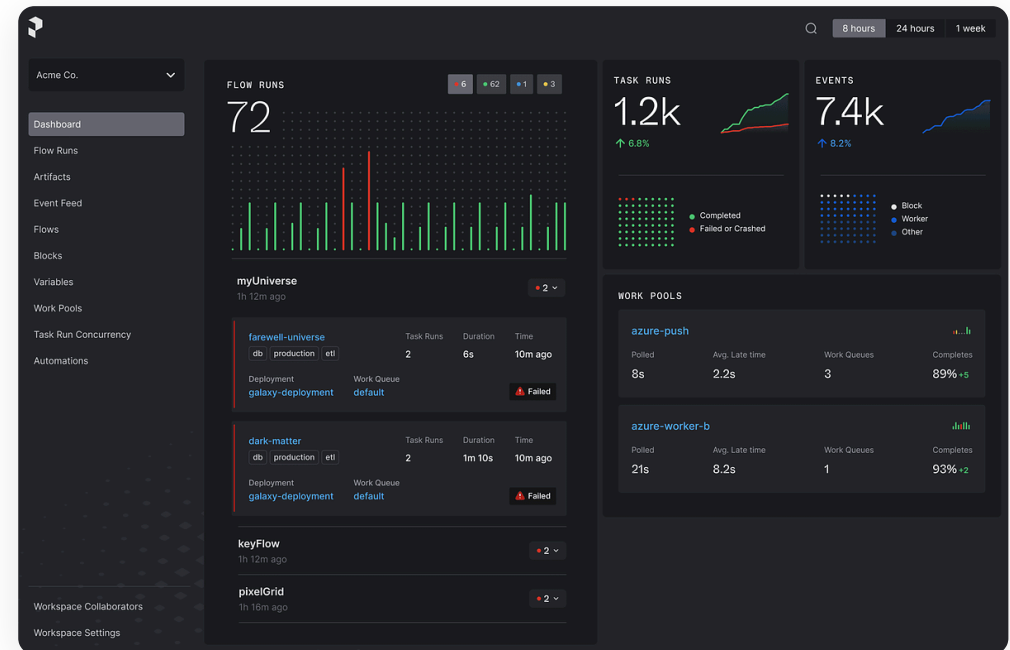 8 hours 24 hours 1 week
Acme Co.
Dashboard
Flow Runs
Artifacts
Event Feed
Flows
Blocks
Variables
Work Pools
Task Run Concurrency
Automations
Workspace Collaborators
Workspace Settings
FLOW RUNS
6 62 1 3
72
myUniverse
1h 12m ago
2
farewell-universe
db production etl
Task Runs Duration Time
2 6s 10m ago
Deployment Work Queue
galaxy-deployment default
Failed
dark-matter
db production etl
Task Runs Duration Time
2 1m 10s 10m ago
Deployment Work Queue
galaxy-deployment default
Failed
keyFlow
1h 12m ago
2
pixelGrid
1h 16m ago
2
TASK RUNS
1.2k
6.8%
Completed
Failed or Crashed
EVENTS
7.4k
8.2%
Block
Worker
Other
WORK POOLS
azure-push
Polled Avg. Late time Work Queues Completes
8s 2.2s 3 89% +5
azure-worker-b
Polled Avg. Late time Work Queues Completes
21s 8.2s 1 93% +2